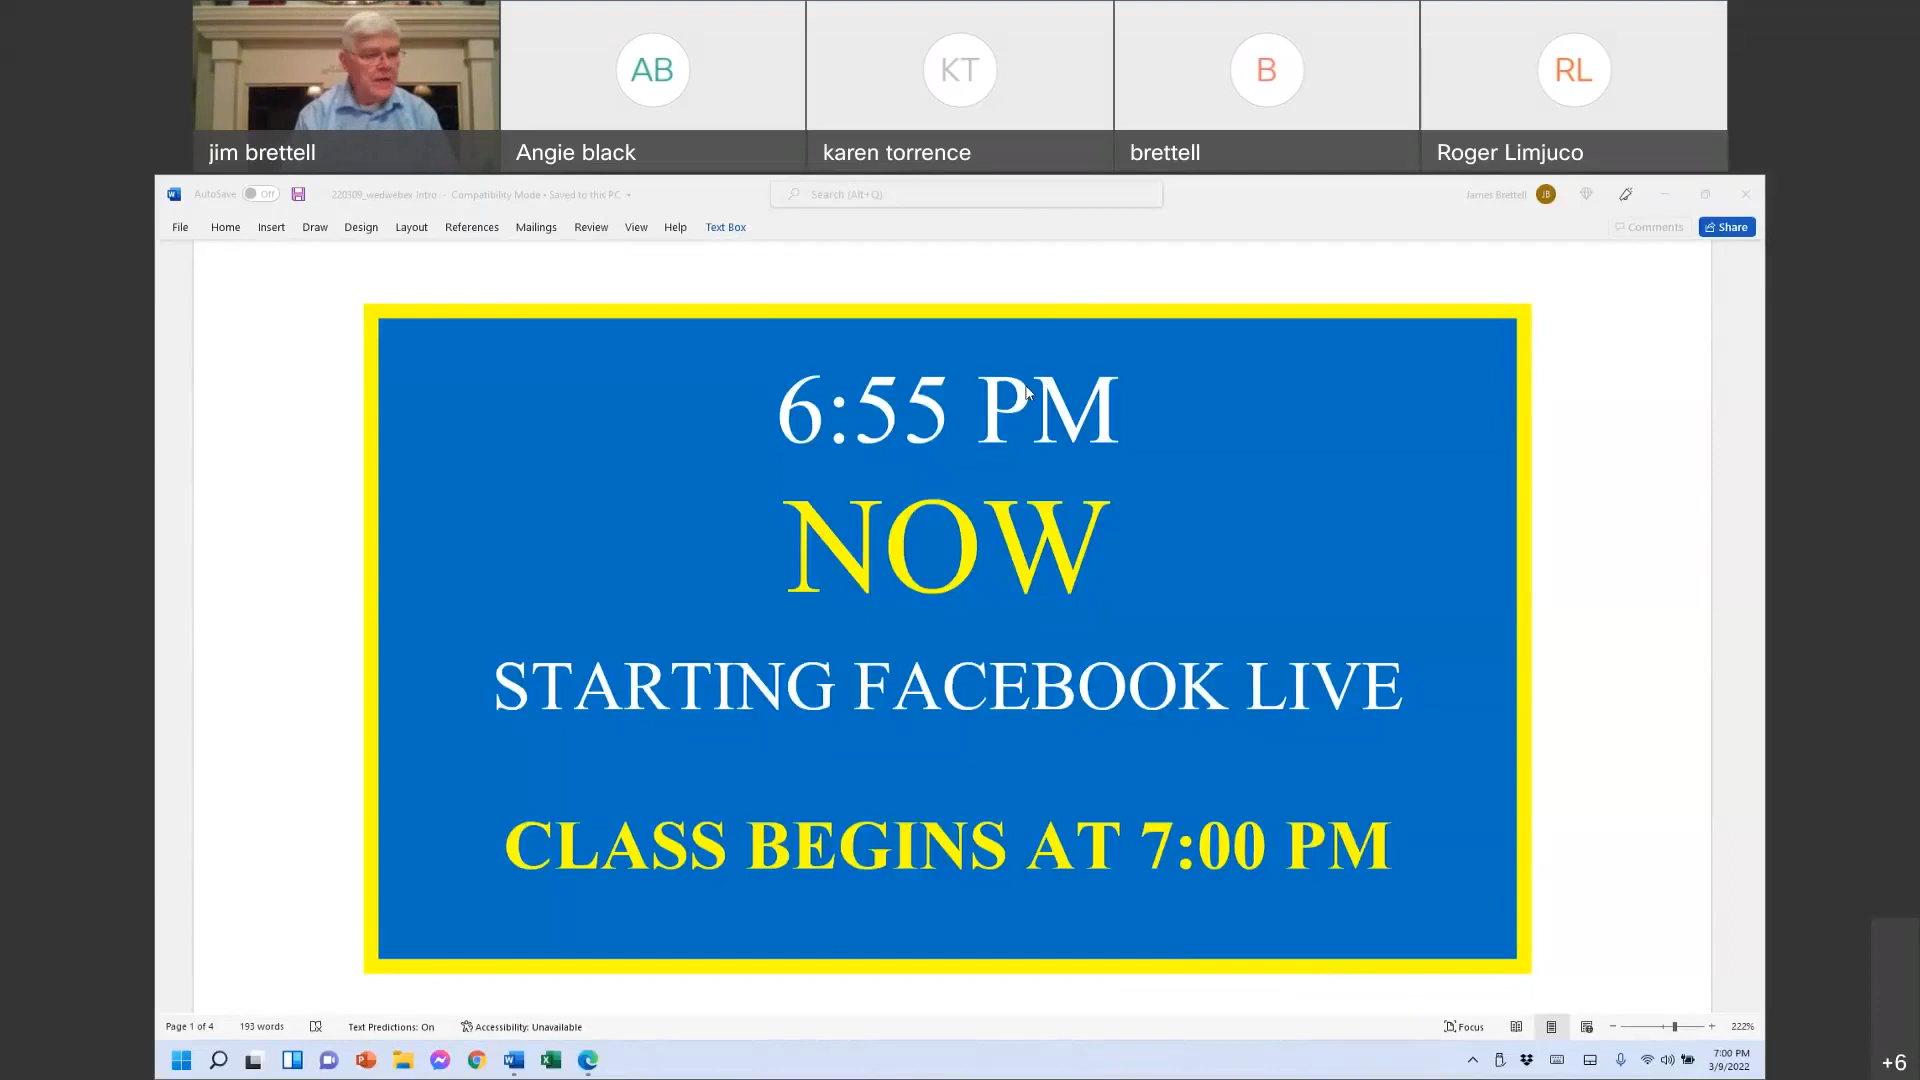 AB
KT
B
RL
jim brettell
Angie black
karen torrence
brettell
Roger Limjuco
AutoSave Off
220309_wedwebex Intro - Compatibility Mode • Saved to this PC
Search (Alt+Q)
James Brettell JB
File Home Insert Draw Design Layout References Mailings Review View Help Text Box
Comments Share
6:55 PM
NOW
STARTING FACEBOOK LIVE
CLASS BEGINS AT 7:00 PM
Page 1 of 4 193 words Text Predictions: On Accessibility: Unavailable
Focus 222%
7:00 PM
3/9/2022
+6